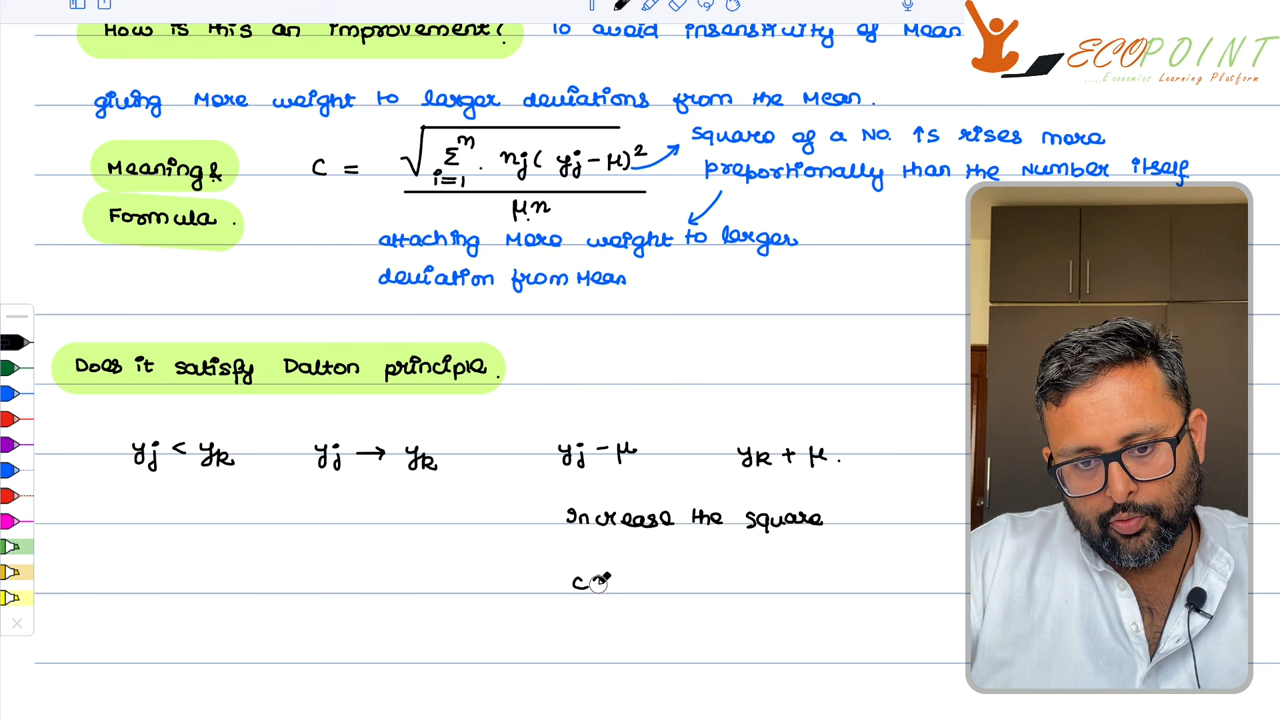 How is this an improvement? To avoid insensitivity of Mean
giving More weight to larger deviations from the Mean.
ECOPOINT
.....Economics Learning Platform
Meaning &
Formula.
C = √Σⁿᵢ₌₁. nj(yj-μ)² / μn
Square of a No. ↑s rises more
preportionally than the number itself
attaching More weight to larger
deviation from Mean
Does it satisfy Dalton principle.
yj < yk yj → yk yj - μ yk + μ.
Increase the square
C